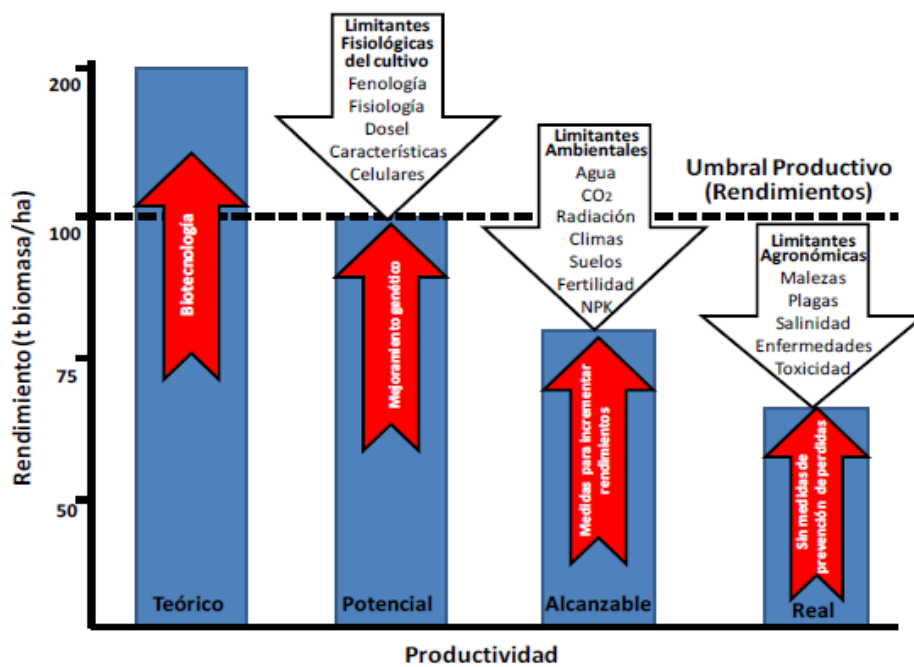 Rendimiento (t biomasa/ha)
200
100
75
50
Biotecnología
Teórico
Limitantes
Fisiológicas
del cultivo
Fenología
Fisiología
Dosel
Características
Celulares
Mejoramiento genético
Potencial
Limitantes
Ambientales
Agua
CO2
Radiación
Climas
Suelos
Fertilidad
NPK
Medidas para incrementar
rendimientos
Alcanzable
Umbral Productivo
(Rendimientos)
Limitantes
Agronómicas
Malezas
Plagas
Salinidad
Enfermedades
Toxicidad
Sin medidas de
prevención de perdidas
Real
Productividad